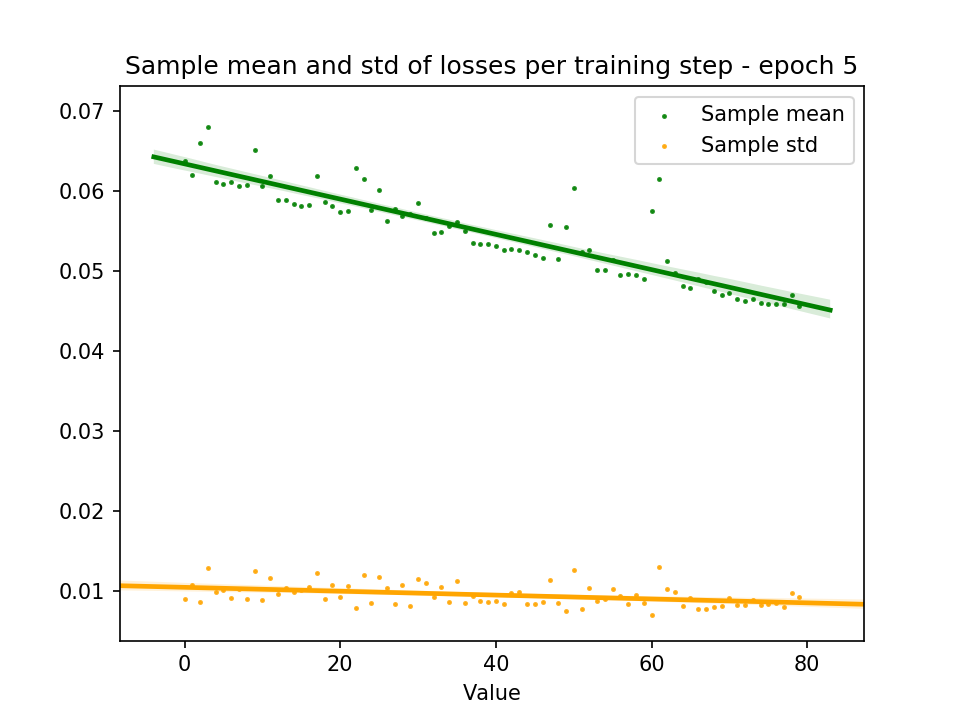 Sample mean and std of losses per training step - epoch 5
0.07
0.06
0.05
0.04
0.03
0.02
0.01
Sample mean
Sample std
0 20 40 60 80
Value